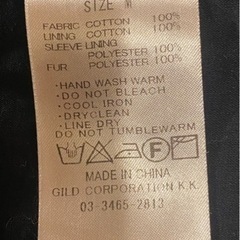 SIZE M
FABRIC COTTON 100%
LINING COTTON 100%
SLEEVE LINING
POLYESTER 100%
FUR POLYESTER 100%
・HAND WASH WARM
・DO NOT BLEACH
・COOL IRON
・DRYCLEAN
・LINE DRY
DO NOT TUMBLEWARM
F
MADE IN CHINA
GILD CORPORATION K.K.
03-3465-2813